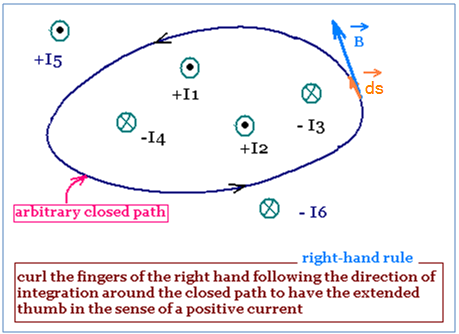 B
ds
+I5
+I1
- I3
-I4
+I2
arbitrary closed path
- I6
right-hand rule
curl the fingers of the right hand following the direction of
integration around the closed path to have the extended
thumb in the sense of a positive current